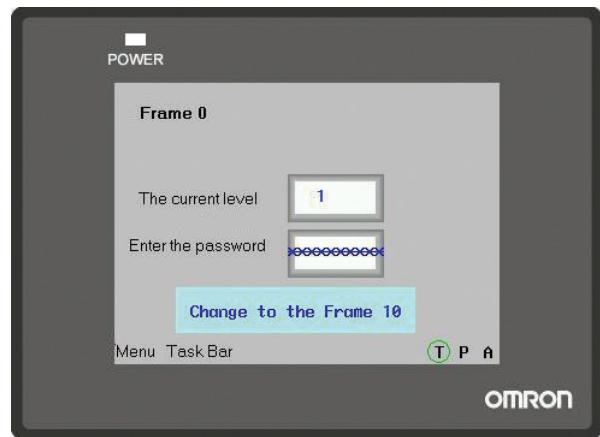 POWER
Frame 0
The current level 1
Enter the password
Change to the Frame 10
Menu Task Bar T P A
OMRON